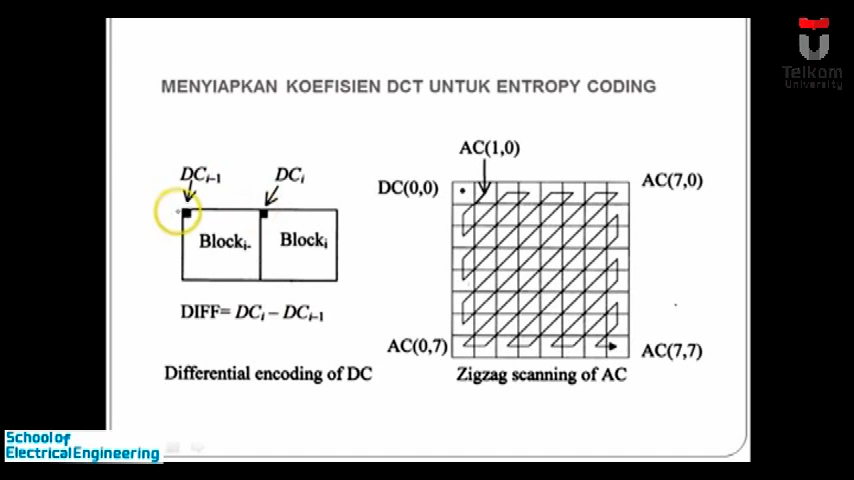 Telkom
University
MENYIAPKAN KOEFISIEN DCT UNTUK ENTROPY CODING
DCi-1
DCi
Blocki-
Blocki
DIFF= DCi – DCi-1
Differential encoding of DC
AC(1,0)
DC(0,0)
AC(7,0)
AC(0,7)
AC(7,7)
Zigzag scanning of AC
School of
Electrical Engineering